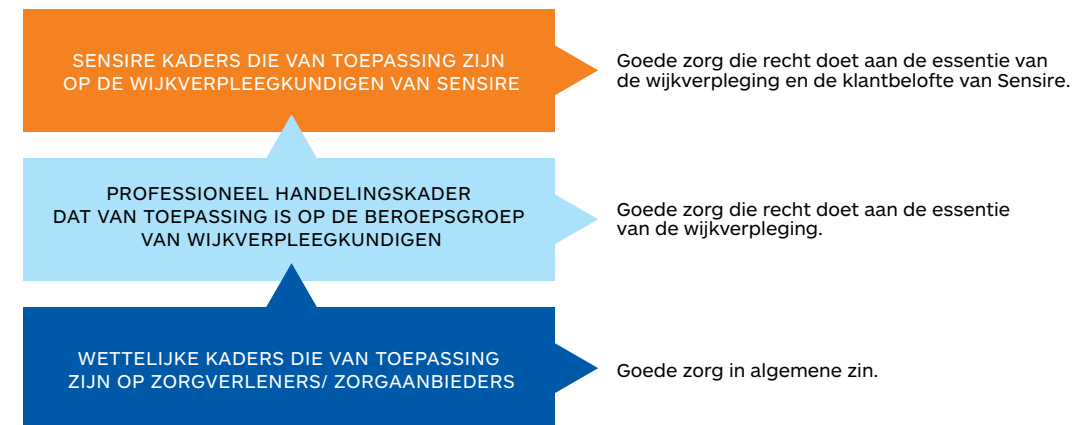 SENSIRE KADERS DIE VAN TOEPASSING ZIJN
OP DE WIJKVERPLEEGKUNDIGEN VAN SENSIRE
Goede zorg die recht doet aan de essentie van
de wijkverpleging en de klantbelofte van Sensire.
PROFESSIONEEL HANDELINGSKADER
DAT VAN TOEPASSING IS OP DE BEROEPSGROEP
VAN WIJKVERPLEEGKUNDIGEN
Goede zorg die recht doet aan de essentie
van de wijkverpleging.
WETTELIJKE KADERS DIE VAN TOEPASSING
ZIJN OP ZORGVERLENERS/ ZORGAANBIEDERS
Goede zorg in algemene zin.